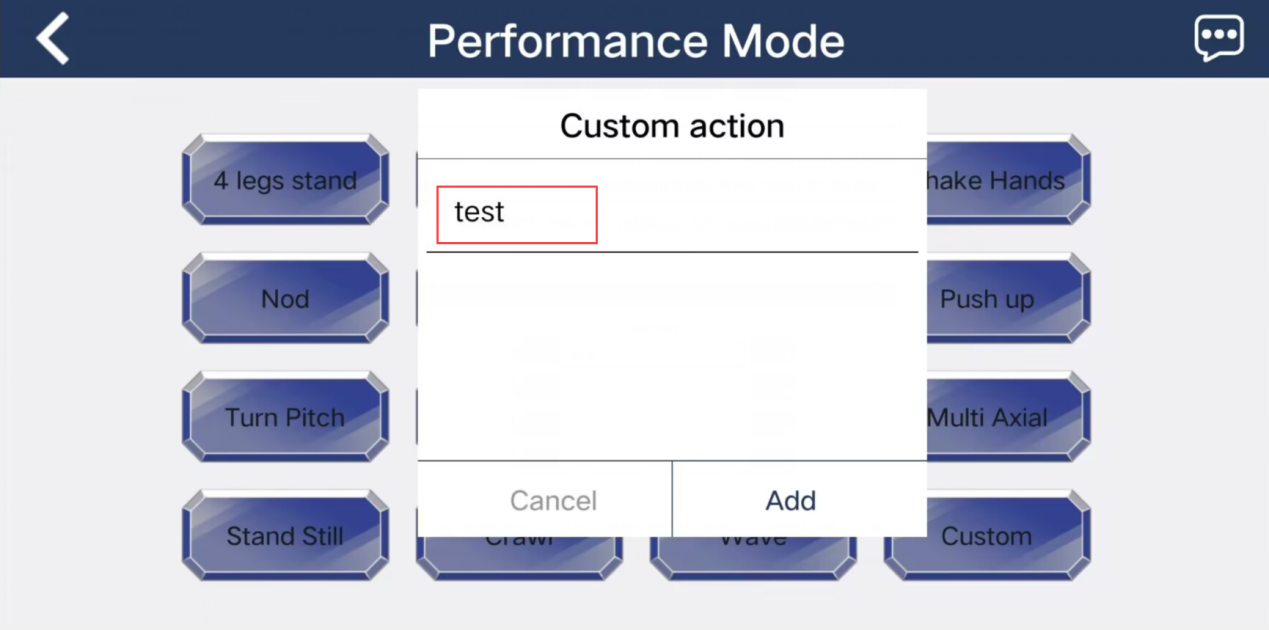 Performance Mode
Custom action
4 legs stand
test
hake Hands
Nod
Push up
Turn Pitch
Multi Axial
Cancel
Add
Stand Still
Crawl
Wave
Custom